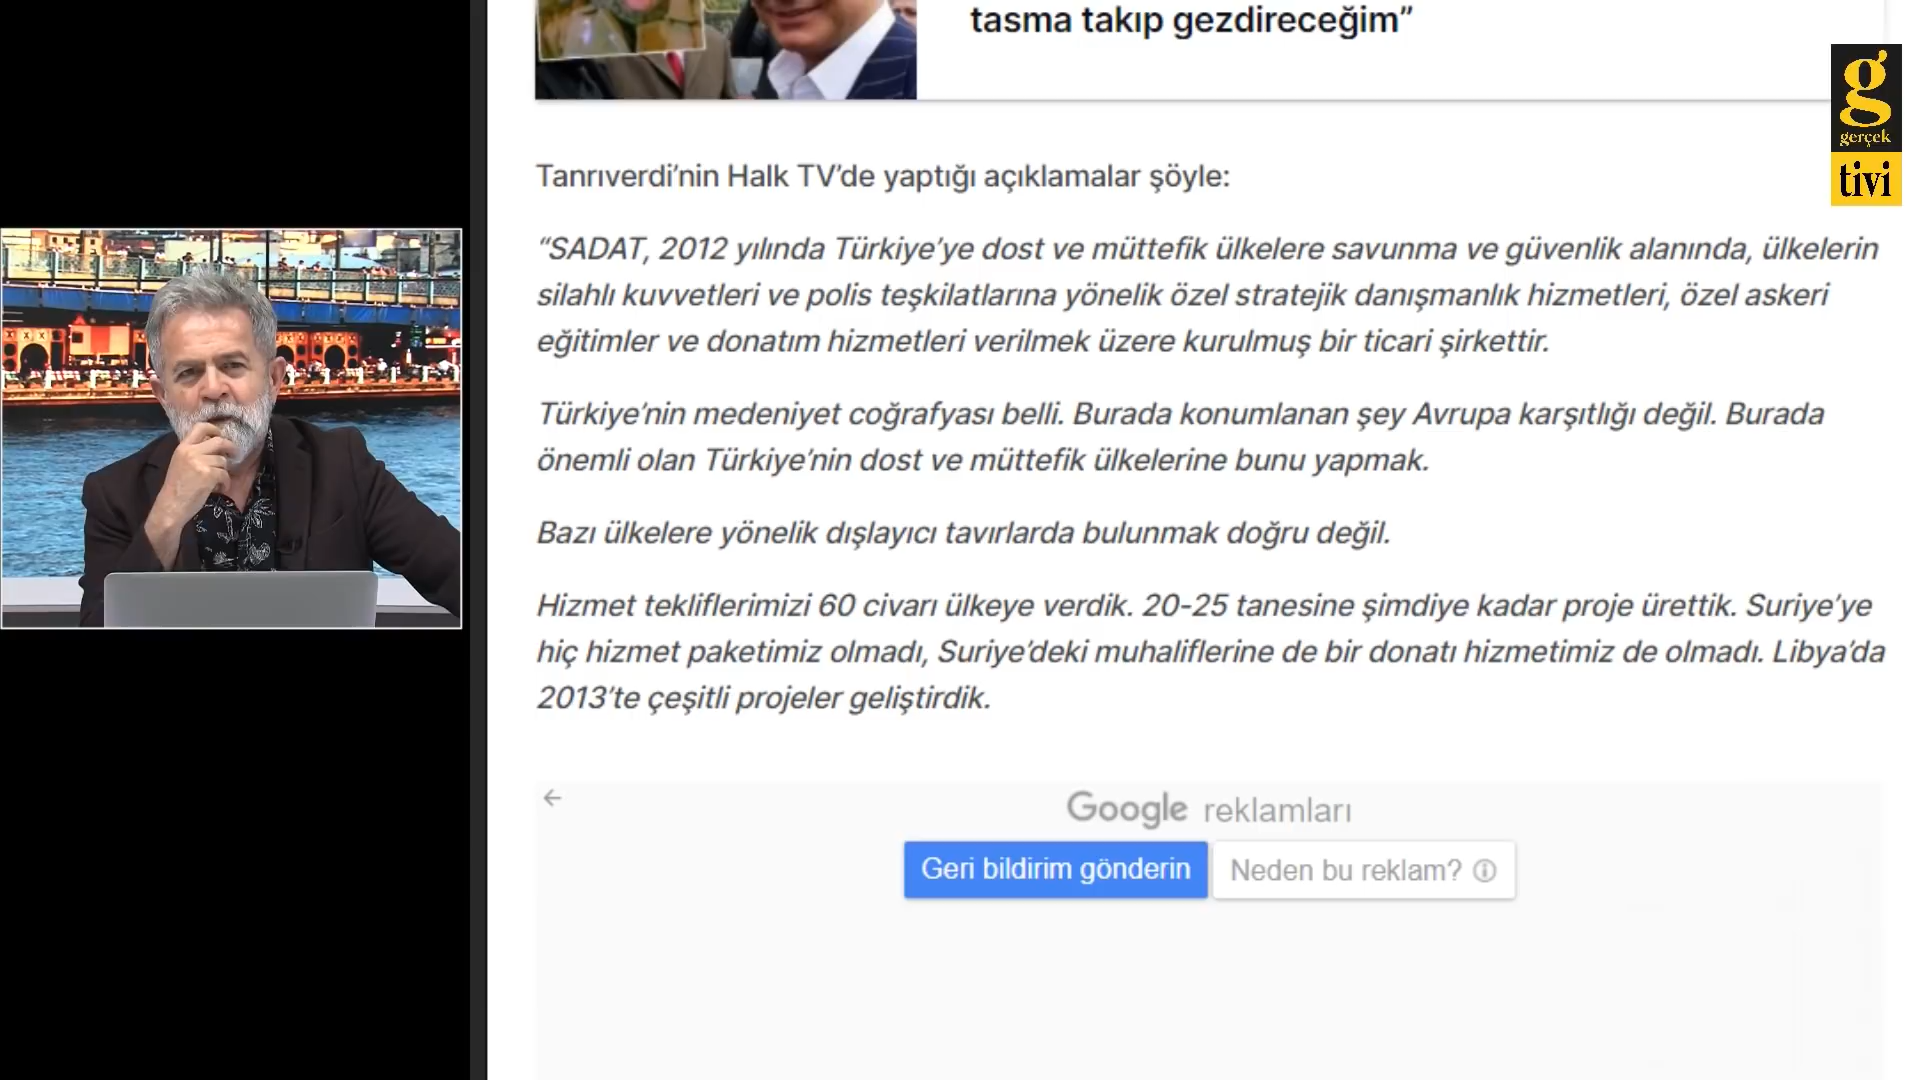 tasma takıp gezdireceğim”
g
gerçek
tivi
Tanrıverdi’nin Halk TV’de yaptığı açıklamalar şöyle:
“SADAT, 2012 yılında Türkiye’ye dost ve müttefik ülkelere savunma ve güvenlik alanında, ülkelerin
silahlı kuvvetleri ve polis teşkilatlarına yönelik özel stratejik danışmanlık hizmetleri, özel askeri
eğitimler ve donatım hizmetleri verilmek üzere kurulmuş bir ticari şirkettir.
Türkiye’nin medeniyet coğrafyası belli. Burada konumlanan şey Avrupa karşıtlığı değil. Burada
önemli olan Türkiye’nin dost ve müttefik ülkelerine bunu yapmak.
Bazı ülkelere yönelik dışlayıcı tavırlarda bulunmak doğru değil.
Hizmet tekliflerimizi 60 civarı ülkeye verdik. 20-25 tanesine şimdiye kadar proje ürettik. Suriye’ye
hiç hizmet paketimiz olmadı, Suriye’deki muhaliflerine de bir donatı hizmetimiz de olmadı. Libya’da
2013’te çeşitli projeler geliştirdik.
Google reklamları
Geri bildirim gönderin
Neden bu reklam?